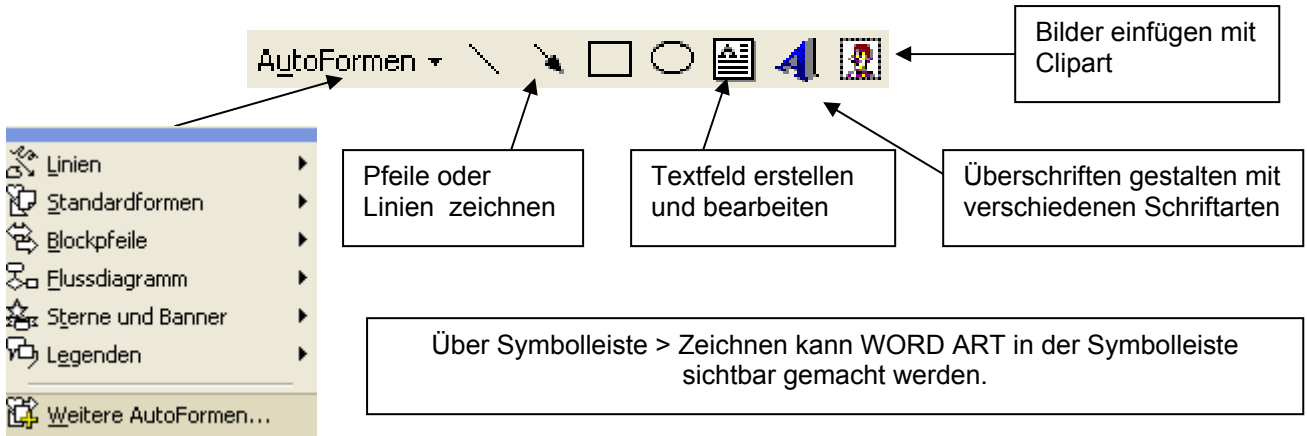 Bilder einfügen mit
Clipart
AutoFormen
Linien
Standardformen
Blockpfeile
Flussdiagramm
Sterne und Banner
Legenden
Weitere AutoFormen...
Pfeile oder
Linien zeichnen
Textfeld erstellen
und bearbeiten
Überschriften gestalten mit
verschiedenen Schriftarten
Über Symbolleiste > Zeichnen kann WORD ART in der Symbolleiste
sichtbar gemacht werden.